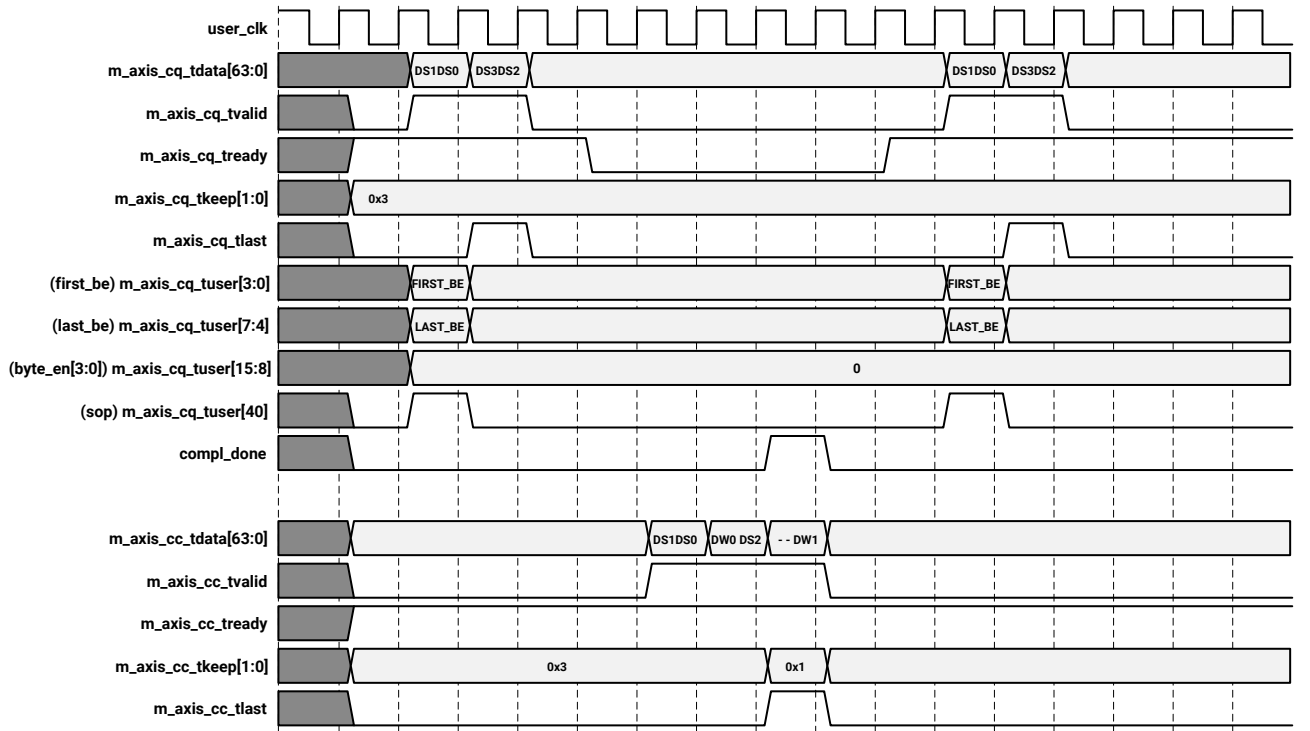 user_clk
m_axis_cq_tdata[63:0] DS1DS0 DS3DS2 DS1DS0 DS3DS2
m_axis_cq_tvalid
m_axis_cq_tready
m_axis_cq_tkeep[1:0] 0x3
m_axis_cq_tlast
(first_be) m_axis_cq_tuser[3:0] FIRST_BE FIRST_BE
(last_be) m_axis_cq_tuser[7:4] LAST_BE LAST_BE
(byte_en[3:0]) m_axis_cq_tuser[15:8] 0
(sop) m_axis_cq_tuser[40]
compl_done
m_axis_cc_tdata[63:0] DS1DS0 DW0 DS2 - - DW1
m_axis_cc_tvalid
m_axis_cc_tready
m_axis_cc_tkeep[1:0] 0x3 0x1
m_axis_cc_tlast